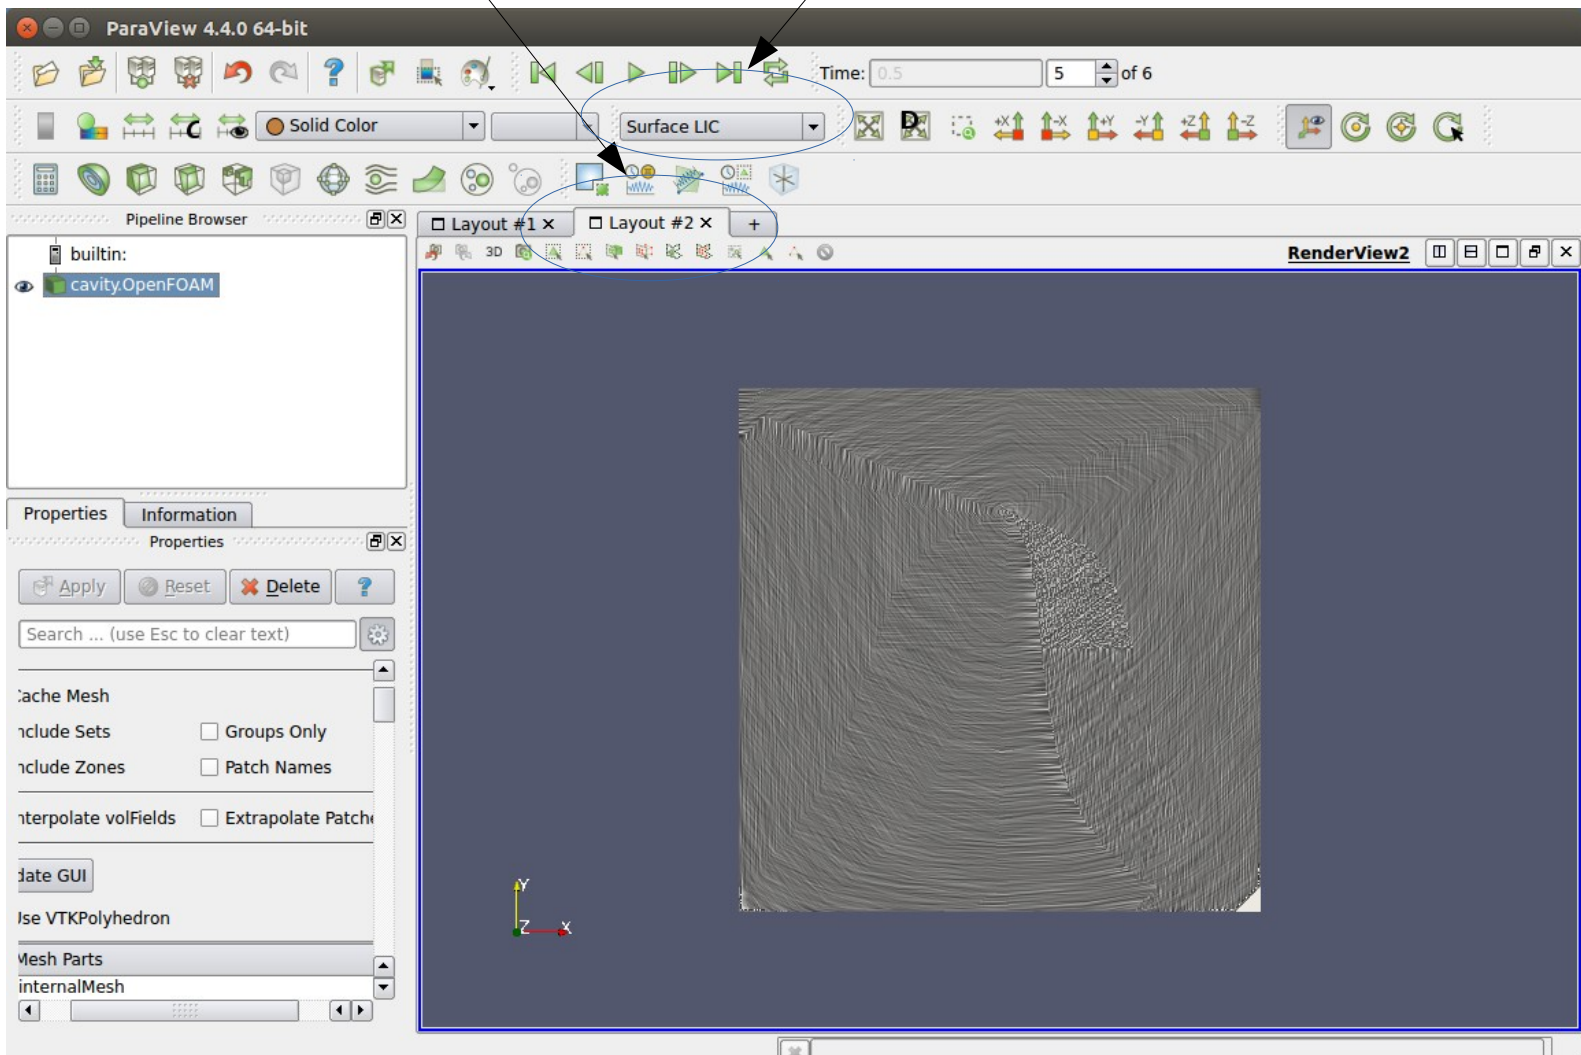 ParaView 4.4.0 64-bit
Time: 0.5 5 of 6
Solid Color Surface LIC +X -X +Y -Y +Z -Z
Pipeline Browser
Layout #1 Layout #2 +
builtin:
3D
RenderView2
cavity.OpenFOAM
Properties Information
Properties
Apply Reset Delete ?
Search ... (use Esc to clear text)
Cache Mesh
nclude Sets Groups Only
nclude Zones Patch Names
nterpolate volFields Extrapolate Patche
date GUI
Use VTKPolyhedron
Mesh Parts
internalMesh
Y
Z X